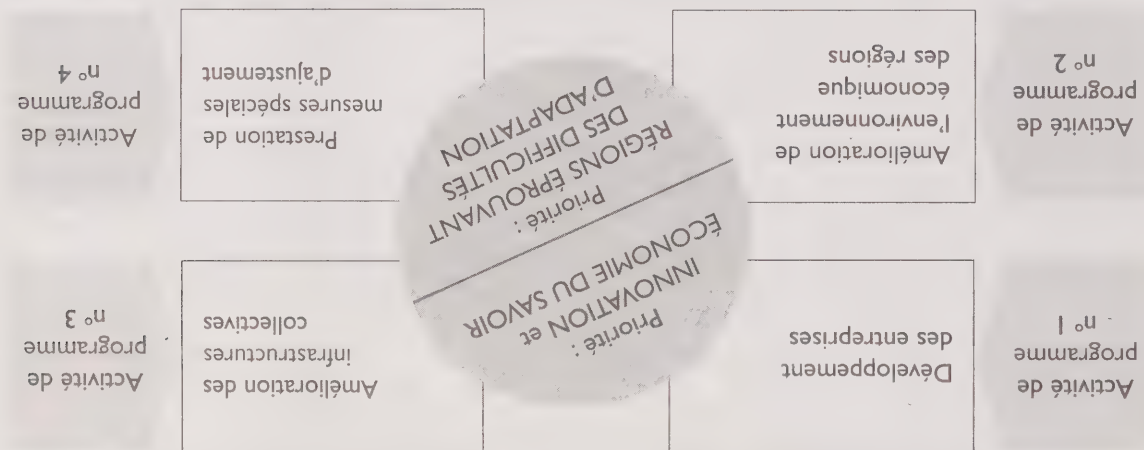 Activité de
programme
n° 1
Développement
des entreprises
Priorité :
INNOVATION et
ÉCONOMIE DU SAVOIR
Priorité :
RÉGIONS ÉPROUVANT
DES DIFFICULTÉS
D'ADAPTATION
Amélioration des
infrastructures
collectives
Activité de
programme
n° 3
Activité de
programme
n° 2
Amélioration de
l'environnement
économique
des régions
Prestation de
mesures spéciales
d'ajustement
Activité de
programme
n° 4